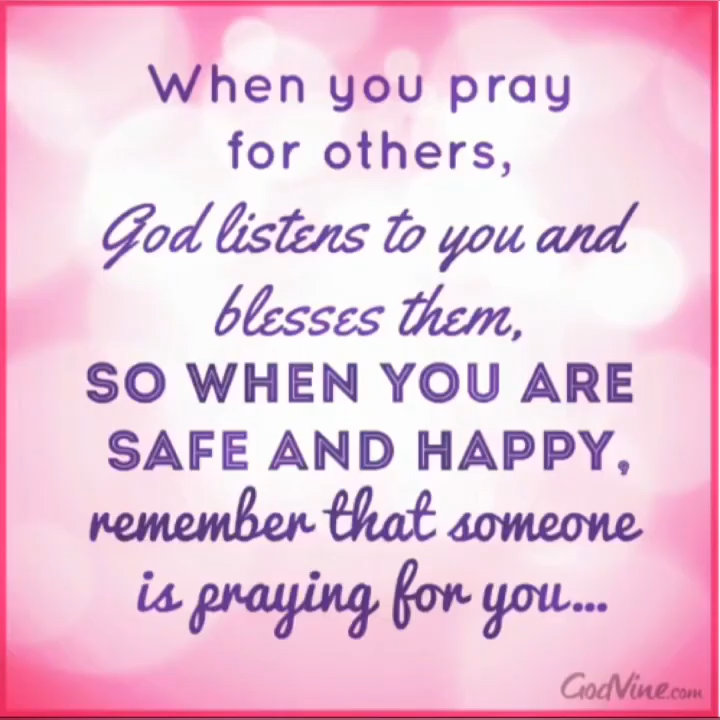 When you pray
for others,
God listens to you and
blesses them,
SO WHEN YOU ARE
SAFE AND HAPPY,
remember that someone
is praying for you...
GodVine.com